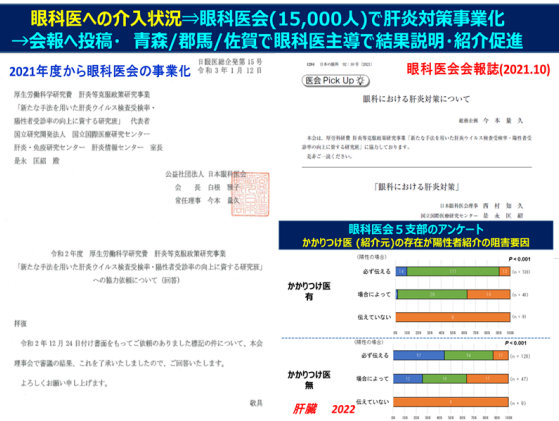 眼科医への介入状況⇒眼科医会(15,000人)で肝炎対策事業化
→会報へ投稿・ 青森/郡馬/佐賀で眼科医主導で結果説明・紹介促進
2021年度から眼科医会の事業化
日眼医総企発第15号
令和3年1月12日
厚生労働科学研究費 肝炎等克服政策研究事業
「新たな手法を用いた肝炎ウイルス検査受検率・
陽性者受診率の向上に資する研究班」 代表者
国立研究開発法人 国立国際医療研究センター
肝炎・免疫研究センター 肝炎情報センター 室長
是永 匡紹 殿
公益社団法人 日本眼科医会
会 長 白根 雅子
常任理事 今本 量久
令和2年度 厚生労働科学研究費 肝炎等克服政策研究事業
「新たな手法を用いた肝炎ウイルス検査受検率・陽性者受診率の向上に資する研究班」
への協力依頼について（回答）
拝復
令和2年12月24日付け書面をもってご依頼のありました標記の件について、本会
理事会で審議の結果、これを了承いたしましたので、ご回答いたします。
よろしくお願い申し上げます。
敬具
眼科医会会報誌(2021.10)
医会 Pick Up
眼科における肝炎対策について
今本 量久
本会は、厚労科研費 肝炎等克服政策研究事業「新たな手法を用いた肝炎ウイルス検査受検率・陽性者受
診率の向上に資する研究班」に協力しております。
是非ご一読ください。
「眼科における肝炎対策」
日本眼科医会理事 西村 知久
国立国際医療研究センター 是永 匡紹
眼科医会５支部のアンケート
かかりつけ医 (紹介元)の存在が陽性者紹介の阻害要因
(陽性の場合)
P < 0.001
かかりつけ医
有
必ず伝える
場合によって
伝えていない
(陽性の場合)
P < 0.001
かかりつけ医
無
必ず伝える
場合によって
伝えていない
肝臓 2022